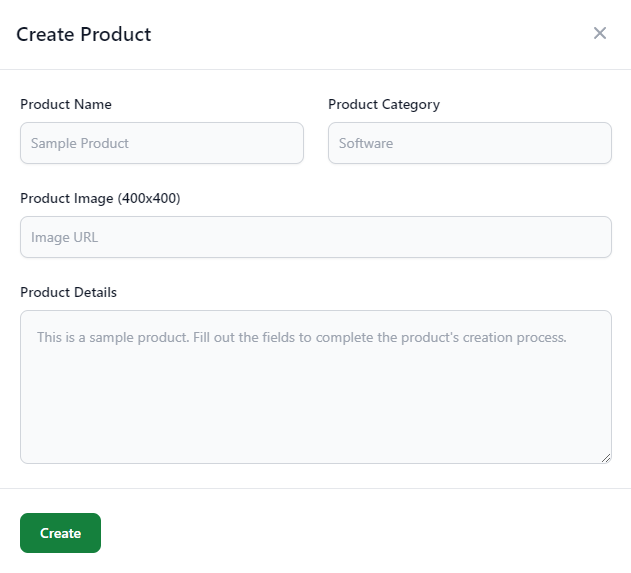 Create Product
Product Name
Product Category
Sample Product
Software
Product Image (400x400)
Image URL
Product Details
This is a sample product. Fill out the fields to complete the product's creation process.
Create